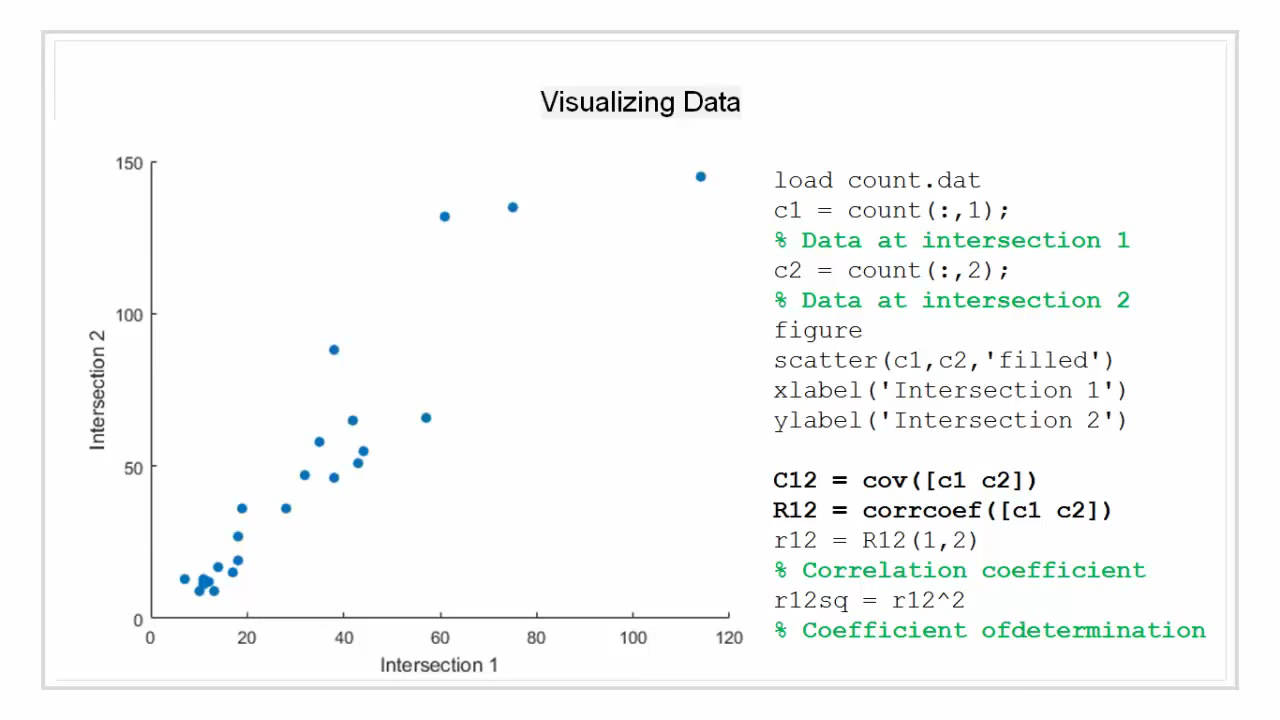 Visualizing Data
150
100
50
0
0 20 40 60 80 100 120
Intersection 2
Intersection 1
load count.dat
c1 = count(:,1);
% Data at intersection 1
c2 = count(:,2);
% Data at intersection 2
figure
scatter(c1,c2,'filled')
xlabel('Intersection 1')
ylabel('Intersection 2')
C12 = cov([c1 c2])
R12 = corrcoef([c1 c2])
r12 = R12(1,2)
% Correlation coefficient
r12sq = r12^2
% Coefficient ofdetermination